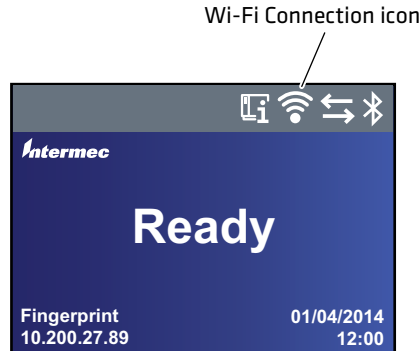 Wi-Fi Connection icon
Intermec
Ready
Fingerprint
01/04/2014
10.200.27.89
12:00